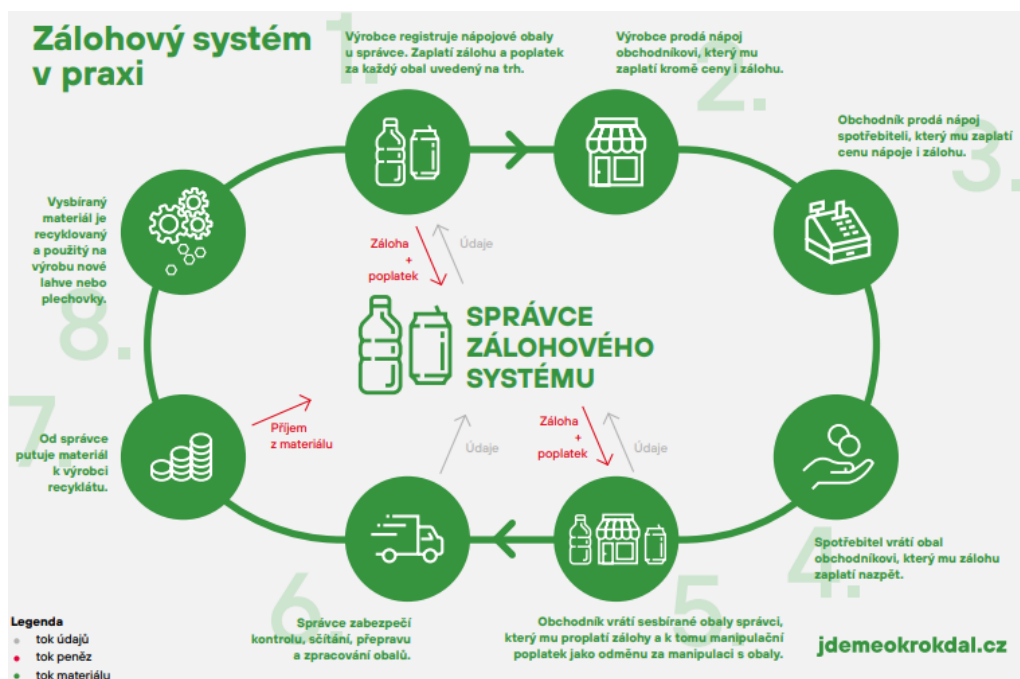 Zálohový systém
v praxi
1.
Výrobce registruje nápojové obaly
u správce. Zaplatí zálohu a poplatek
za každý obal uvedený na trh.
2.
Výrobce prodá nápoj
obchodníkovi, který mu
zaplatí kromě ceny i zálohu.
3.
Obchodník prodá nápoj
spotřebiteli, který mu zaplatí
cenu nápoje i zálohu.
4.
Spotřebitel vrátí obal
obchodníkovi, který mu zálohu
zaplatí nazpět.
5.
Obchodník vrátí sesbírané obaly správci,
který mu proplatí zálohy a k tomu manipulační
poplatek jako odměnu za manipulaci s obaly.
6.
Správce zabezpečí
kontrolu, sčítání, přepravu
a zpracování obalů.
7.
Od správce
putuje materiál
k výrobci
recyklátu.
8.
Vysbíraný
materiál je
recyklovaný
a použitý na
výrobu nové
lahve nebo
plechovky.
Záloha
+
poplatek
Údaje
SPRÁVCE
ZÁLOHOVÉHO
SYSTÉMU
Příjem
z materiálu
Údaje
Záloha
+
poplatek
Údaje
Legenda
tok údajů
tok peněz
tok materiálu
jdemeokrokdal.cz